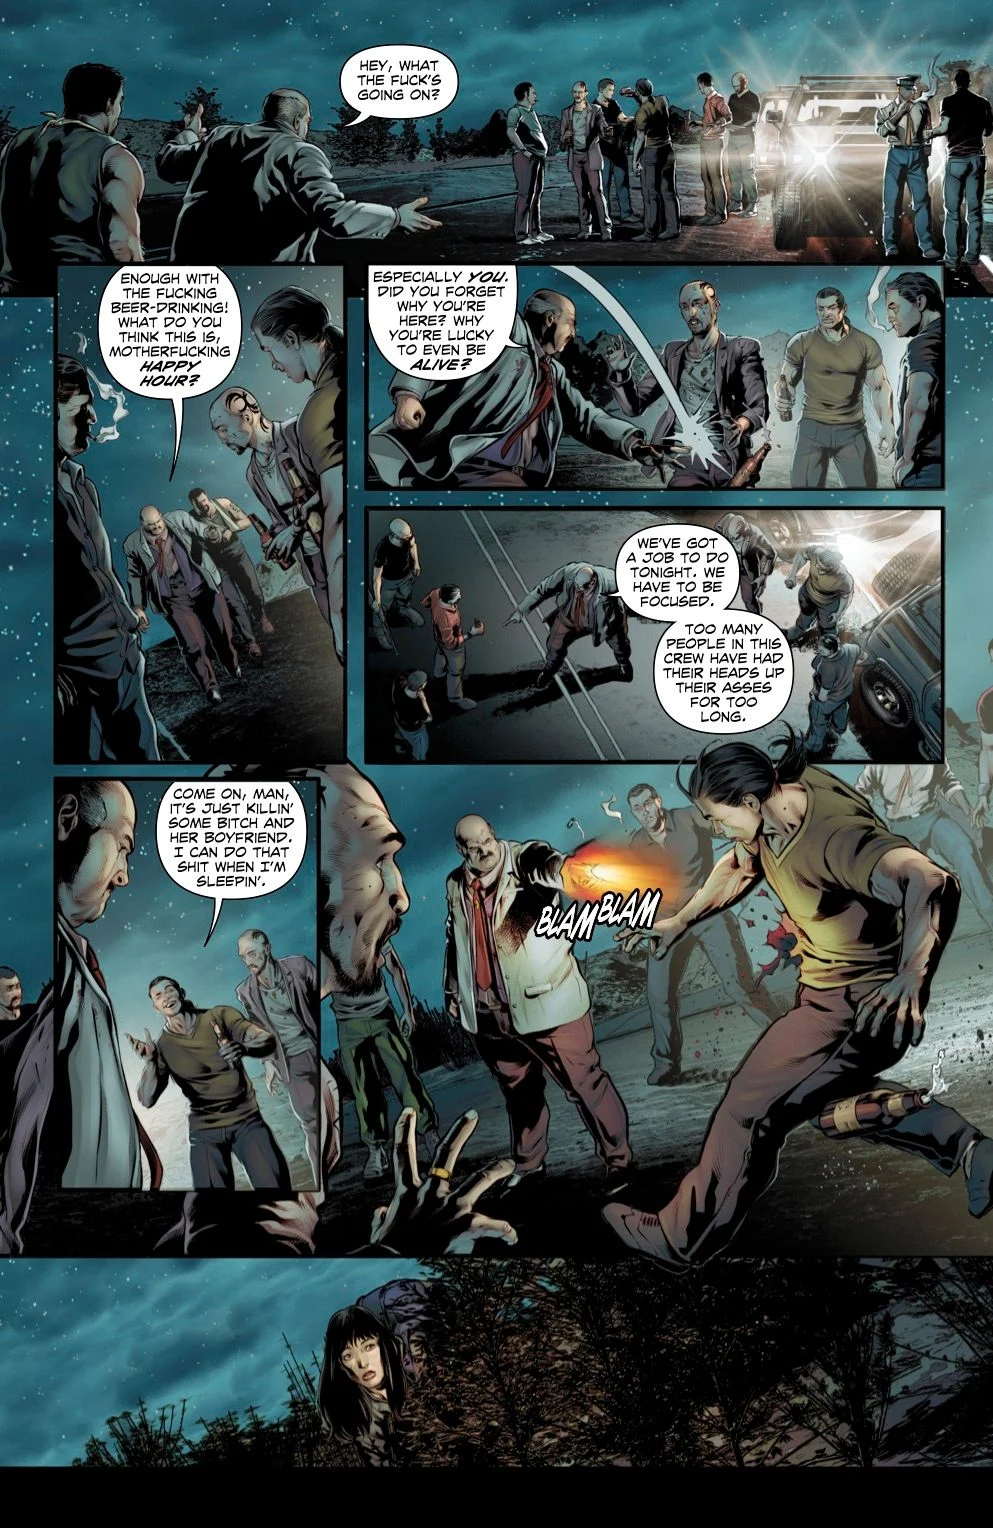 HEY, WHAT
THE FUCK'S
GOING ON?
ENOUGH WITH
THE FUCKING
BEER-DRINKING!
WHAT DO YOU
THINK THIS IS,
MOTHERFUCKING
HAPPY
HOUR?
ESPECIALLY YOU.
DID YOU FORGET
WHY YOU'RE
HERE? WHY
YOU'RE LUCKY
TO EVEN BE
ALIVE?
WE'VE GOT
A JOB TO DO
TONIGHT. WE
HAVE TO BE
FOCUSED.
TOO MANY
PEOPLE IN THIS
CREW HAVE HAD
THEIR HEADS UP
THEIR ASSES
FOR TOO
LONG.
COME ON, MAN,
IT'S JUST KILLIN'
SOME BITCH AND
HER BOYFRIEND.
I CAN DO THAT
SHIT WHEN I'M
SLEEPIN'.
BLAM BLAM